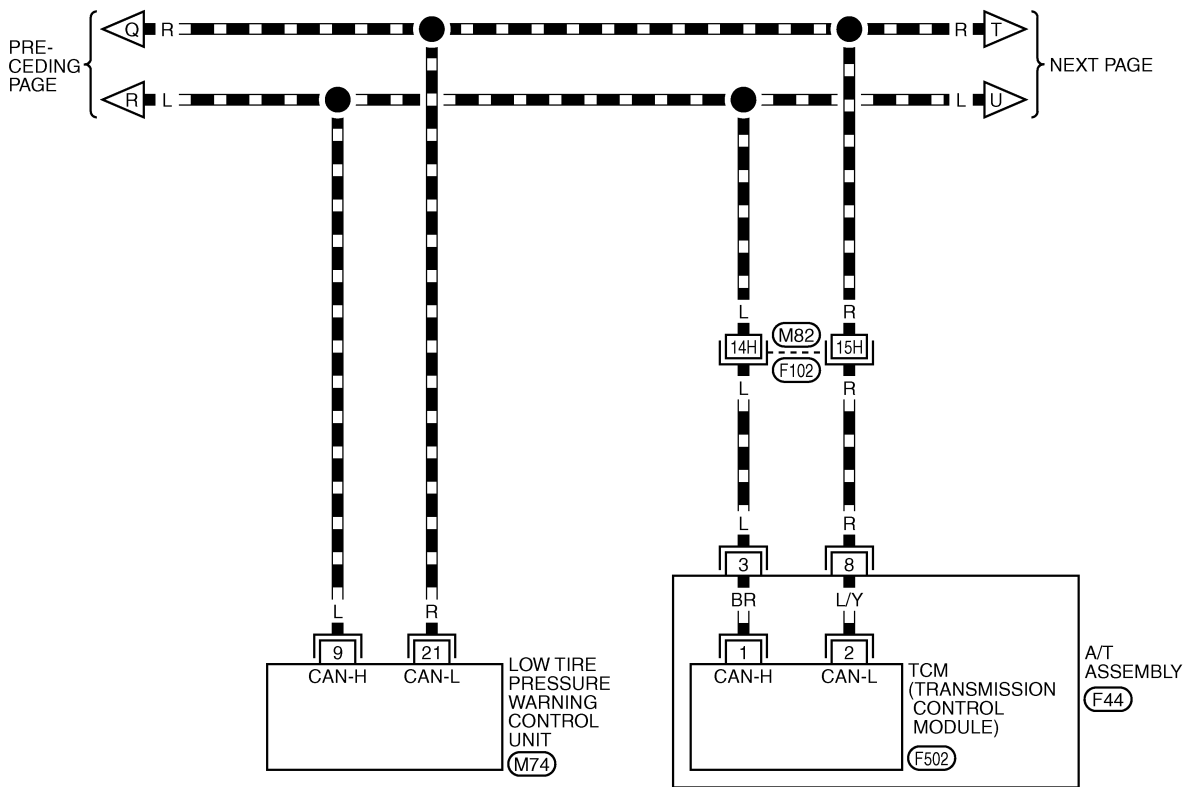 PRE-
CEDING
PAGE
Q R
R T
R L
L U
NEXT PAGE
L
R
14H
M82
15H
F102
L
R
L
R
3
8
BR
L/Y
L
R
9
21
1
2
CAN-H
CAN-L
LOW TIRE
PRESSURE
WARNING
CONTROL
UNIT
M74
CAN-H
CAN-L
TCM
(TRANSMISSION
CONTROL
MODULE)
F502
A/T
ASSEMBLY
F44